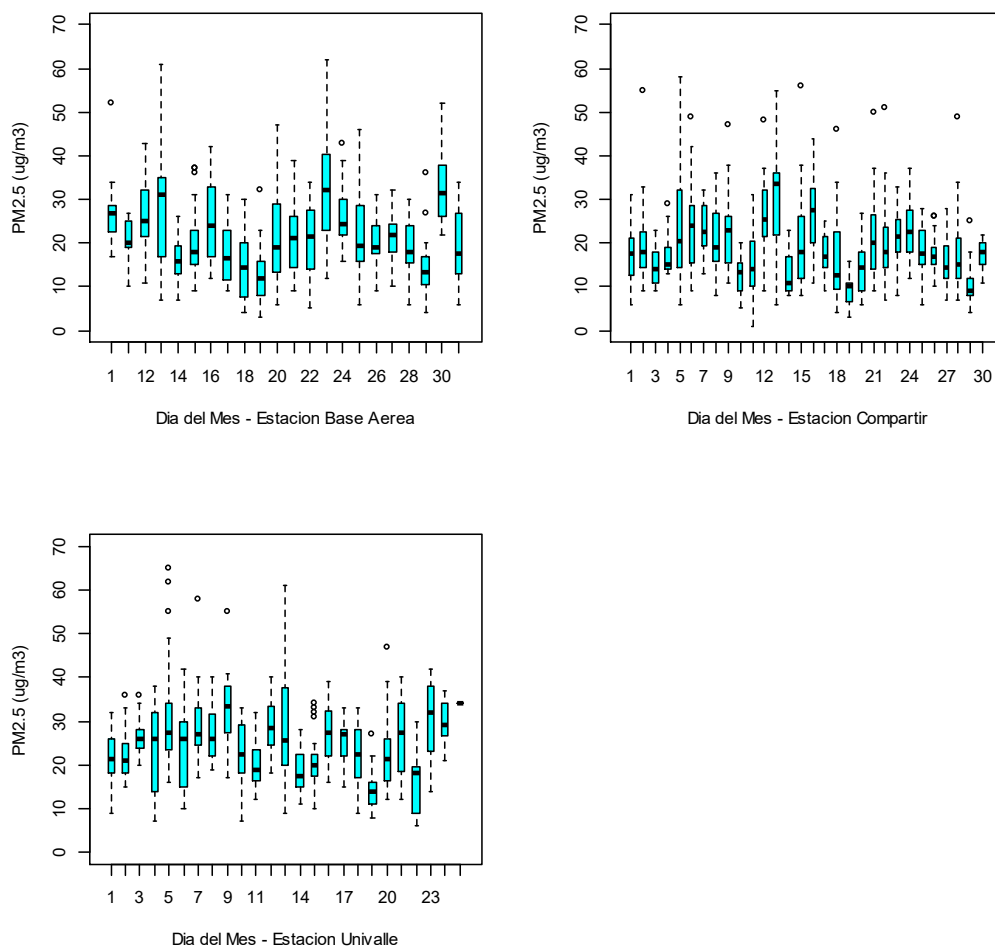 70
60
50
40
30
20
10
0
PM2.5 (ug/m3)
1 12 14 16 18 20 22 24 26 28 30
Dia del Mes - Estacion Base Aerea
70
60
50
40
30
20
10
0
PM2.5 (ug/m3)
1 3 5 7 9 12 15 18 21 24 27 30
Dia del Mes - Estacion Compartir
70
60
50
40
30
20
10
0
PM2.5 (ug/m3)
1 3 5 7 9 11 14 17 20 23
Dia del Mes - Estacion Univalle